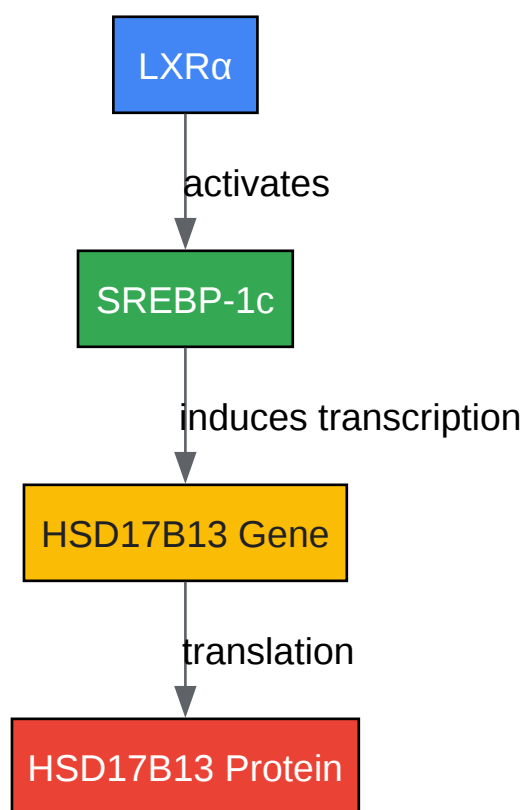 LXRα
activates
SREBP-1c
induces transcription
HSD17B13 Gene
translation
HSD17B13 Protein